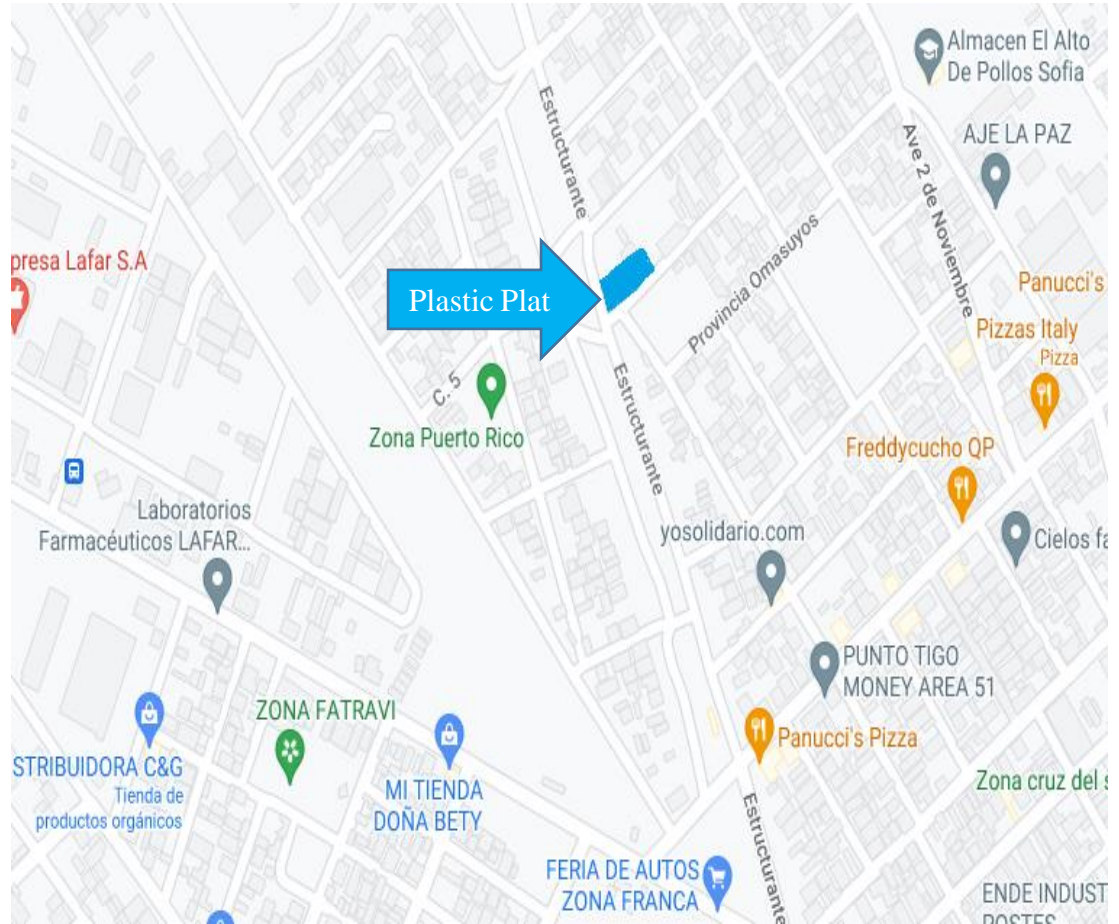 Almacen El Alto
De Pollos Sofia
Estructurante
Ave 2 de Noviembre
AJE LA PAZ
presa Lafar S.A
Plastic Plat
Provincia Omasuyos
Panucci's
Pizzas Italy
Pizza
C. 5
Zona Puerto Rico
Estructurante
Freddycucho QP
Laboratorios
Farmacéuticos LAFAR...
yosolidario.com
Cielos fa
PUNTO TIGO
MONEY AREA 51
ZONA FATRAVI
Panucci's Pizza
STRIBUIDORA C&G
Tienda de
productos orgánicos
MI TIENDA
DOÑA BETY
Zona cruz del s
Estructurante
FERIA DE AUTOS
ZONA FRANCA
ENDE INDUST
POSTES